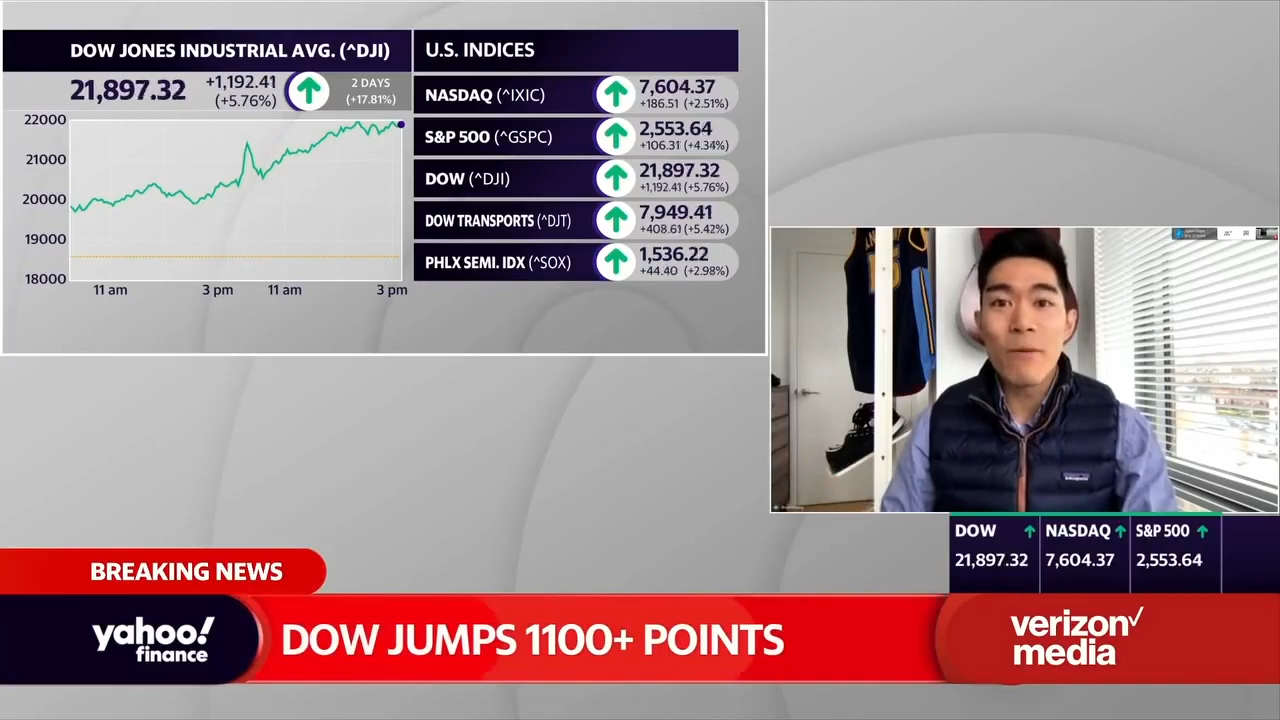 DOW JONES INDUSTRIAL AVG. (^DJI)
21,897.32
+1,192.41
(+5.76%)
2 DAYS
(+17.81%)
22000
21000
20000
19000
18000
11 am
3 pm
11 am
3 pm
U.S. INDICES
NASDAQ (^IXIC)
7,604.37
+186.51 (+2.51%)
S&P 500 (^GSPC)
2,553.64
+106.31 (+4.34%)
DOW (^DJI)
21,897.32
+1,192.41 (+5.76%)
DOW TRANSPORTS (^DJT)
7,949.41
+408.61 (+5.42%)
PHLX SEMI. IDX (^SOX)
1,536.22
+44.40 (+2.98%)
patagonia
DOW
21,897.32
NASDAQ
7,604.37
S&P 500
2,553.64
BREAKING NEWS
yahoo!
finance
DOW JUMPS 1100+ POINTS
verizon
media